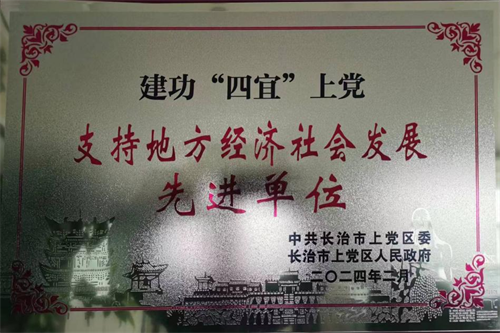 建功“四宜”上党
支持地方经济社会发展
先进单位
中共长治市上党区委
长治市上党区人民政府
二〇二四年二月